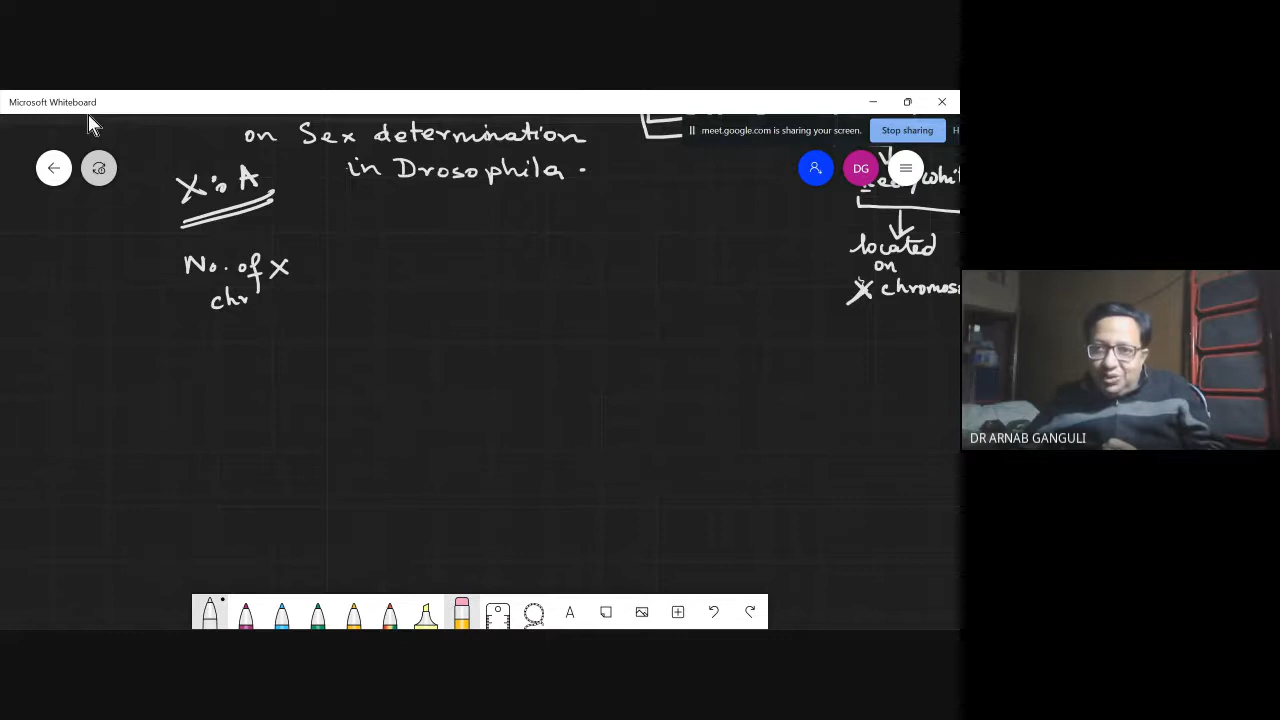 Microsoft Whiteboard
meet.google.com is sharing your screen.
Stop sharing
H
on Sex determination
in Drosophila.
X : A
No. of X
chr
DG
located
on
X chromoso
DR ARNAB GANGULI
A